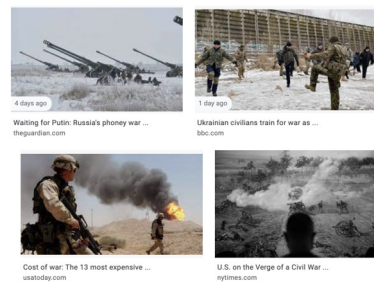 4 days ago
1 day ago
Waiting for Putin: Russia's phoney war ...
theguardian.com
Ukrainian civilians train for war as ...
bbc.com
Cost of war: The 13 most expensive ...
usatoday.com
U.S. on the Verge of a Civil War ...
nytimes.com